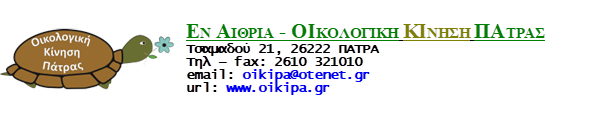 Οικολογική
Κίνηση
Πάτρας
ΕΝ ΑΙΘΡΙΑ - ΟΙΚΟΛΟΓΙΚΗ ΚΙΝΗΣΗ ΠΑΤΡΑΣ
Τσαμαδού 21, 26222 ΠΑΤΡΑ
Τηλ – fax: 2610 321010
email: oikipa@otenet.gr
url: www.oikipa.gr